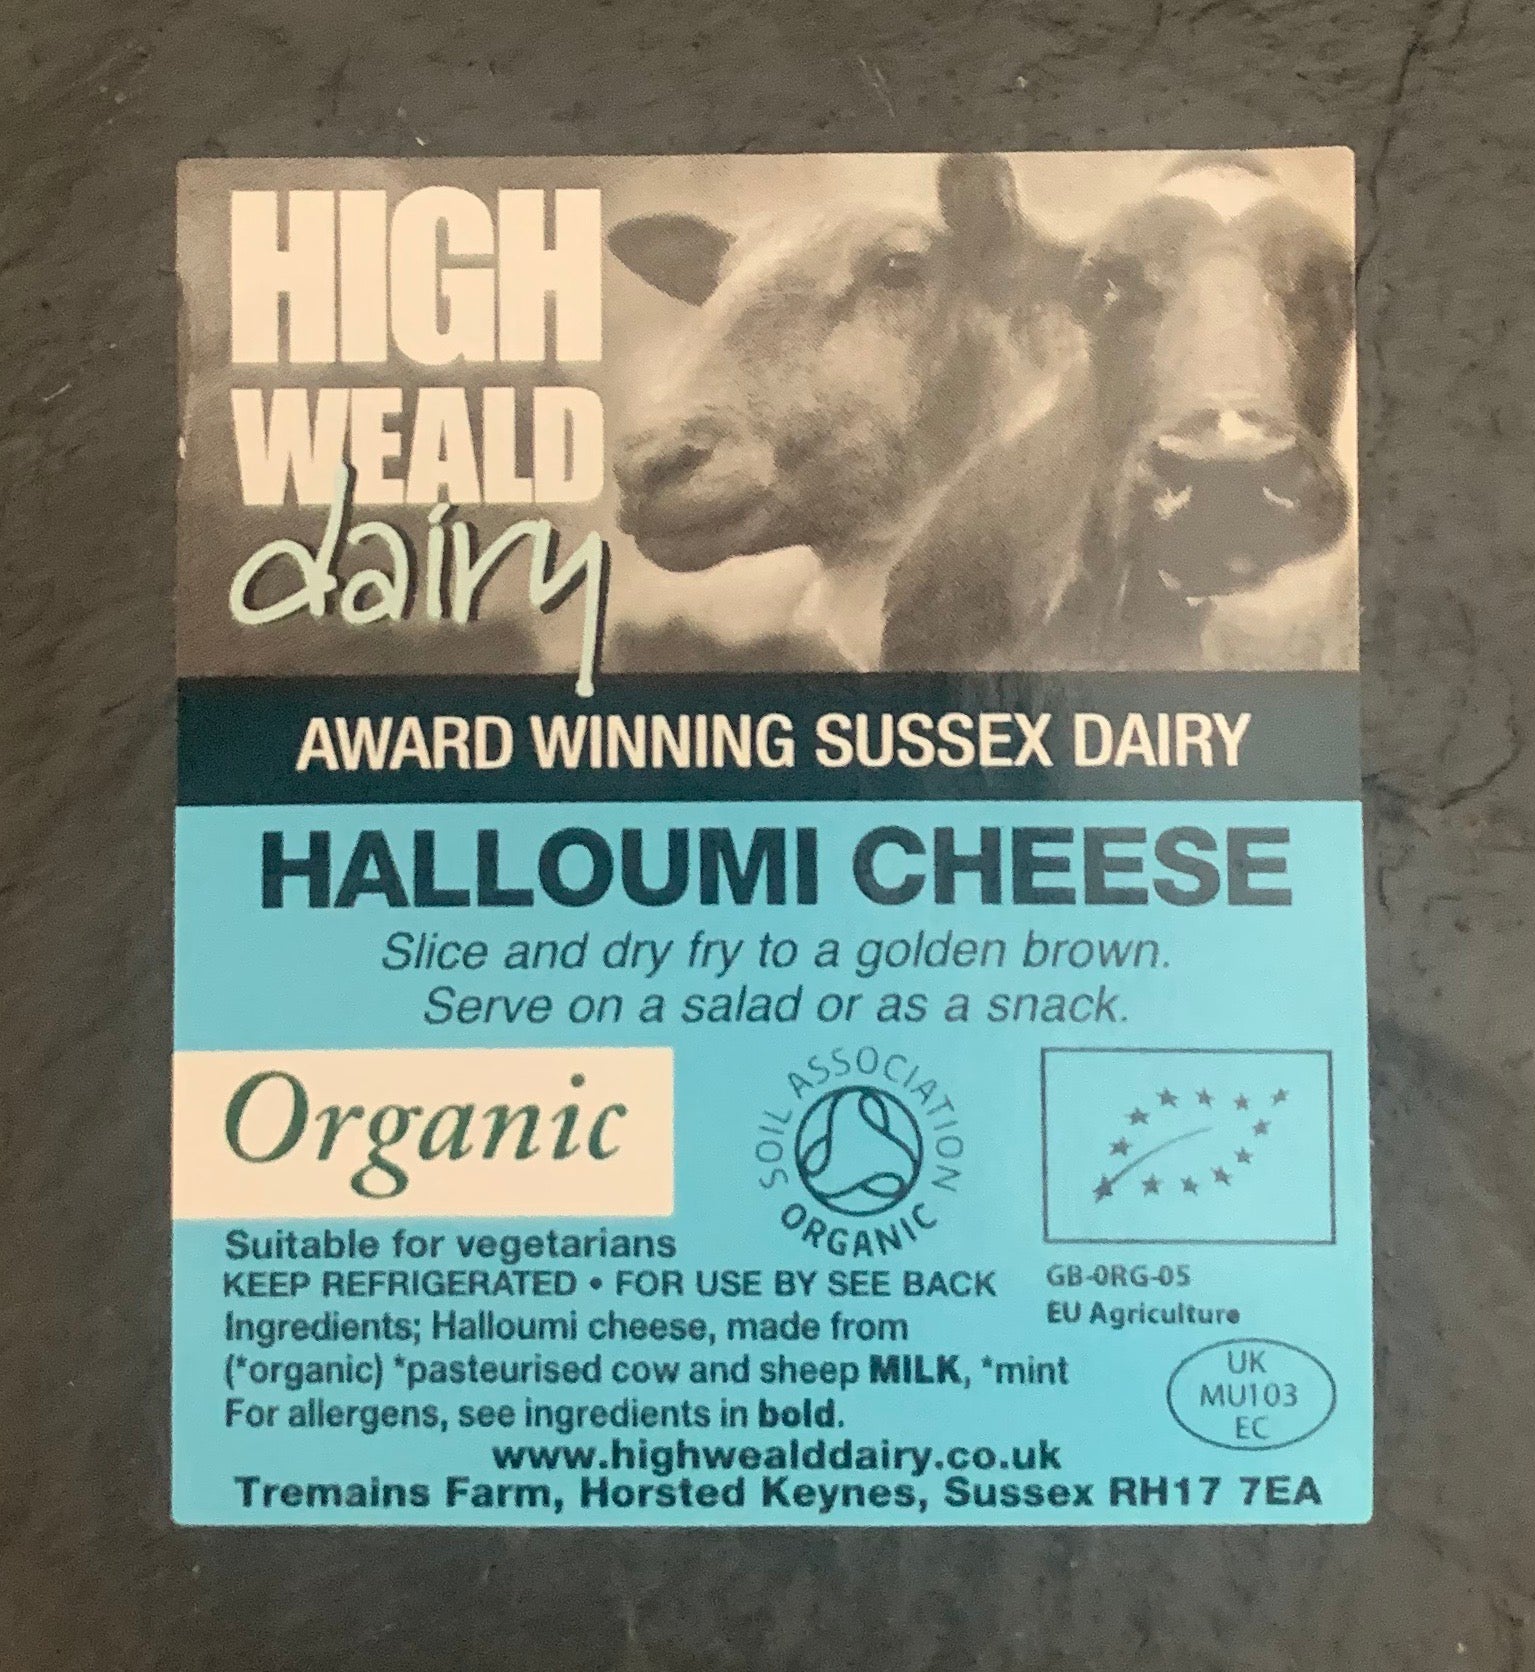 HIGH
WEALD
dairy
AWARD WINNING SUSSEX DAIRY
HALLOUMI CHEESE
Slice and dry fry to a golden brown.
Serve on a salad or as a snack.
Organic
SOIL ASSOCIATION
ORGANIC
Suitable for vegetarians
KEEP REFRIGERATED • FOR USE BY SEE BACK
GB-ORG-05
EU Agriculture
Ingredients; Halloumi cheese, made from
(*organic) *pasteurised cow and sheep MILK, *mint
For allergens, see ingredients in bold.
UK
MU103
EC
www.highwealddairy.co.uk
Tremains Farm, Horsted Keynes, Sussex RH17 7EA